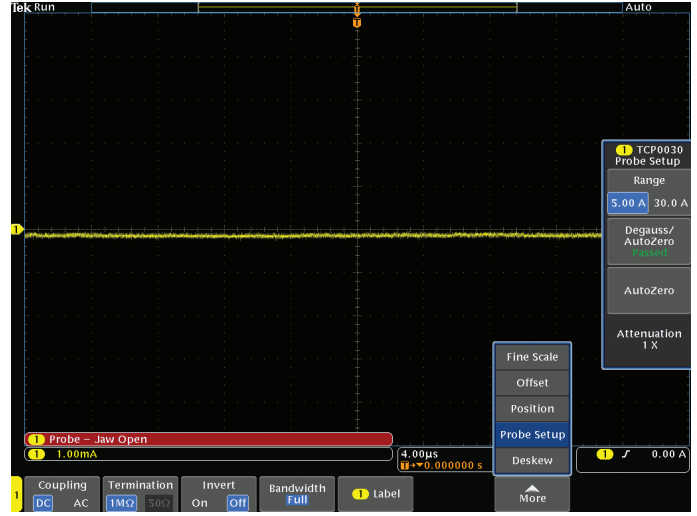 Tek Run
Auto
T
T
1
1 TCP0030
Probe Setup
Range
5.00 A 30.0 A
Degauss/
AutoZero
Passed
AutoZero
Attenuation
1 X
Fine Scale
Offset
Position
Probe Setup
Deskew
1 Probe – Jaw Open
1 1.00mA
4.00µs
T→▼0.000000 s
1 0.00 A
1
Coupling
DC AC
Termination
1MΩ 50Ω
Invert
On Off
Bandwidth
Full
1 Label
More